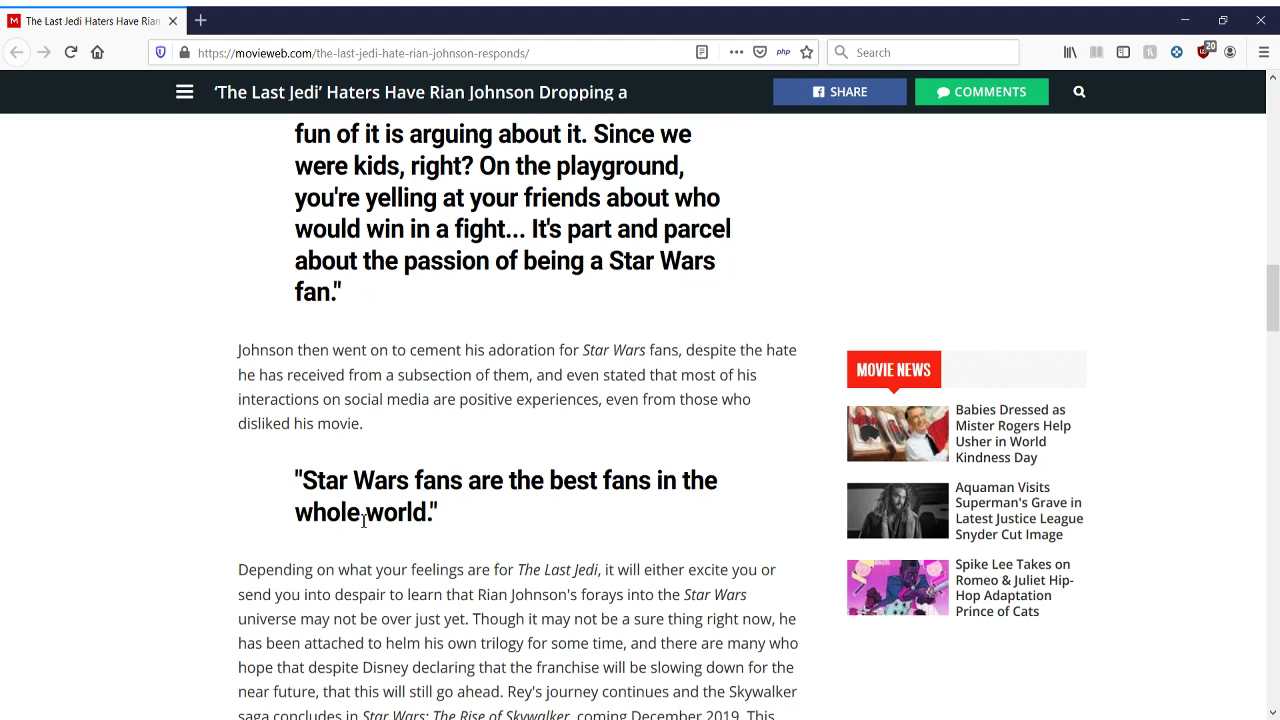 The Last Jedi Haters Have Rian
https://movieweb.com/the-last-jedi-hate-rian-johnson-responds/
php
Search
20
‘The Last Jedi’ Haters Have Rian Johnson Dropping a
SHARE
COMMENTS
fun of it is arguing about it. Since we
were kids, right? On the playground,
you're yelling at your friends about who
would win in a fight... It's part and parcel
about the passion of being a Star Wars
fan."
Johnson then went on to cement his adoration for Star Wars fans, despite the hate
he has received from a subsection of them, and even stated that most of his
interactions on social media are positive experiences, even from those who
disliked his movie.
"Star Wars fans are the best fans in the
whole world."
Depending on what your feelings are for The Last Jedi, it will either excite you or
send you into despair to learn that Rian Johnson's forays into the Star Wars
universe may not be over just yet. Though it may not be a sure thing right now, he
has been attached to helm his own trilogy for some time, and there are many who
hope that despite Disney declaring that the franchise will be slowing down for the
near future, that this will still go ahead. Rey's journey continues and the Skywalker
saga concludes in Star Wars: The Rise of Skywalker, coming December 2019. This
MOVIE NEWS
Babies Dressed as
Mister Rogers Help
Usher in World
Kindness Day
Aquaman Visits
Superman's Grave in
Latest Justice League
Snyder Cut Image
Spike Lee Takes on
Romeo & Juliet Hip-
Hop Adaptation
Prince of Cats